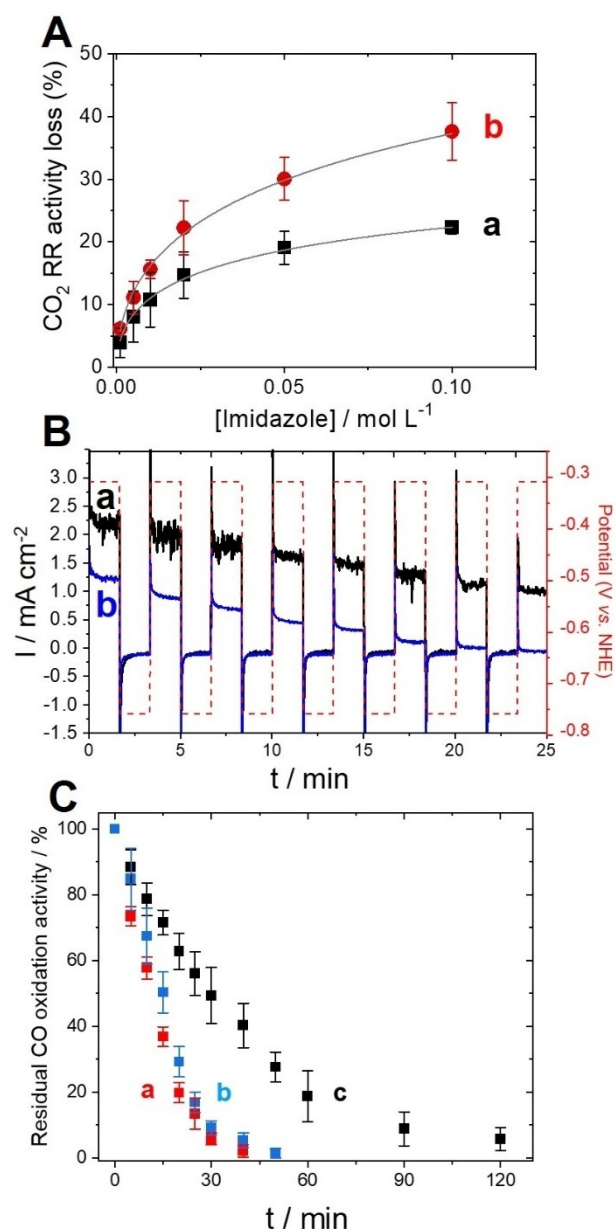 A
CO2 RR activity loss (%)
50
40
30
20
10
0
b
a
0.00
0.05
0.10
[Imidazole] / mol L-1
B
I / mA cm-2
3.0
2.5
2.0
1.5
1.0
0.5
0.0
-0.5
-1.0
-1.5
a
b
-0.3
-0.4
-0.5
-0.6
-0.7
-0.8
Potential (V vs. NHE)
0
5
10
15
20
25
t / min
C
Residual CO oxidation activity / %
100
80
60
40
20
0
a
b
c
0
30
60
90
120
t / min